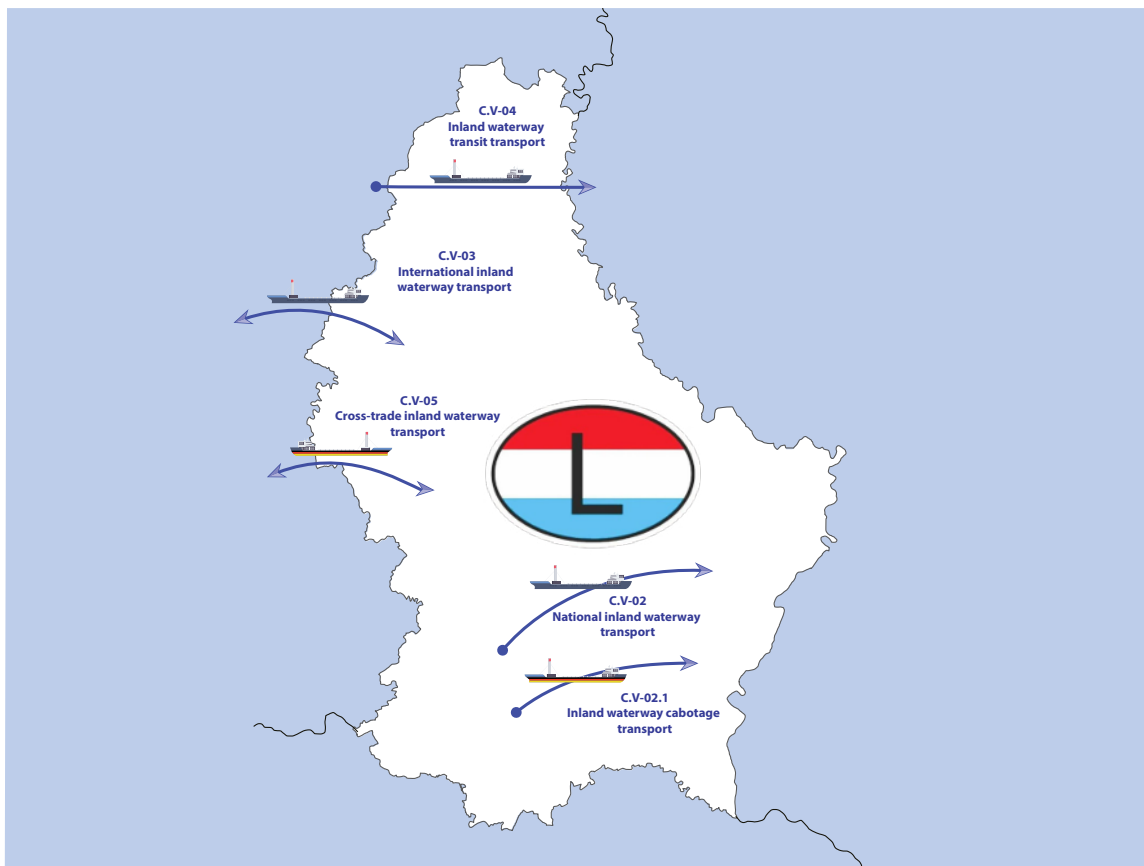 C.V-04
Inland waterway
transit transport
C.V-03
International inland
waterway transport
C.V-05
Cross-trade inland waterway
transport
L
C.V-02
National inland waterway
transport
C.V-02.1
Inland waterway cabotage
transport